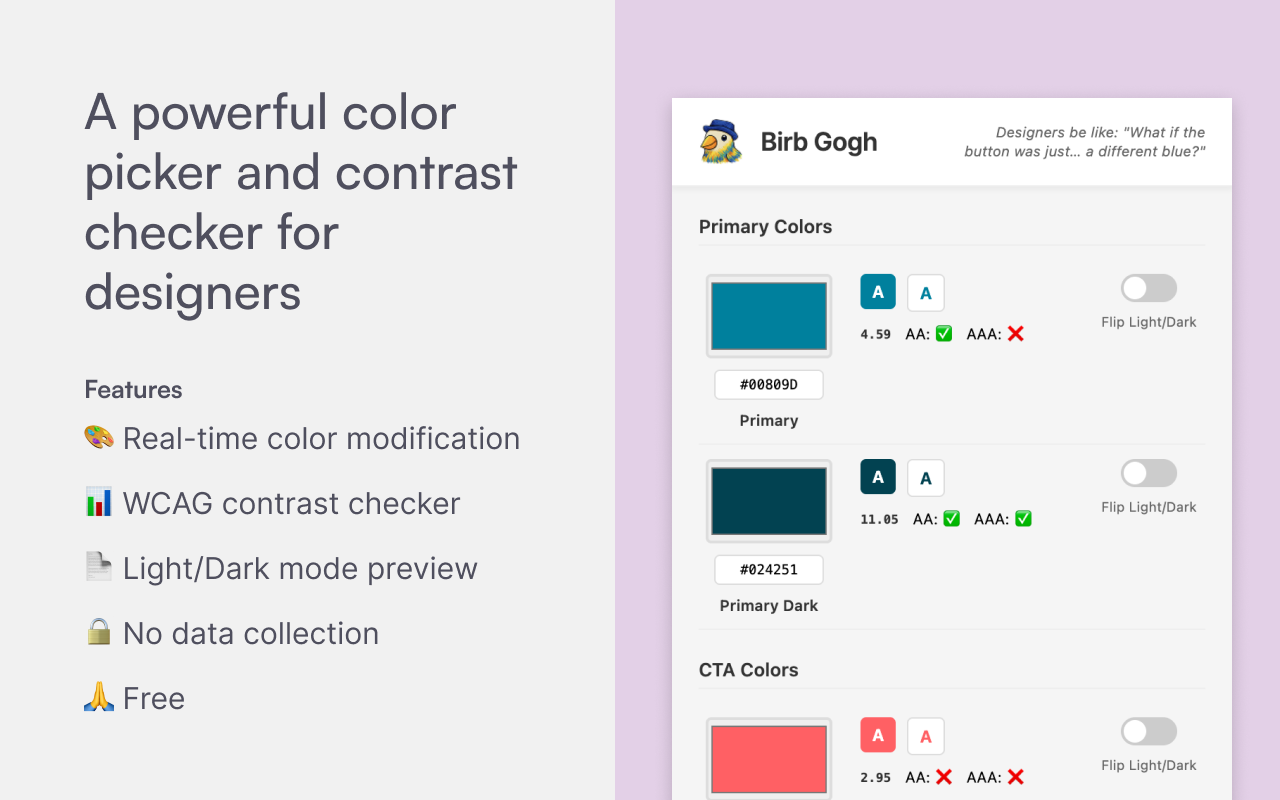 A powerful color
picker and contrast
checker for
designers
Features
🎨 Real-time color modification
📊 WCAG contrast checker
Light/Dark mode preview
🔒 No data collection
🙏 Free
Birb Gogh
Designers be like: "What if the
button was just... a different blue?"
Primary Colors
A A
4.59 AA: ✅ AAA: ❌
Flip Light/Dark
#00809D
Primary
A A
11.05 AA: ✅ AAA: ✅
Flip Light/Dark
#024251
Primary Dark
CTA Colors
A A
2.95 AA: ❌ AAA: ❌
Flip Light/Dark